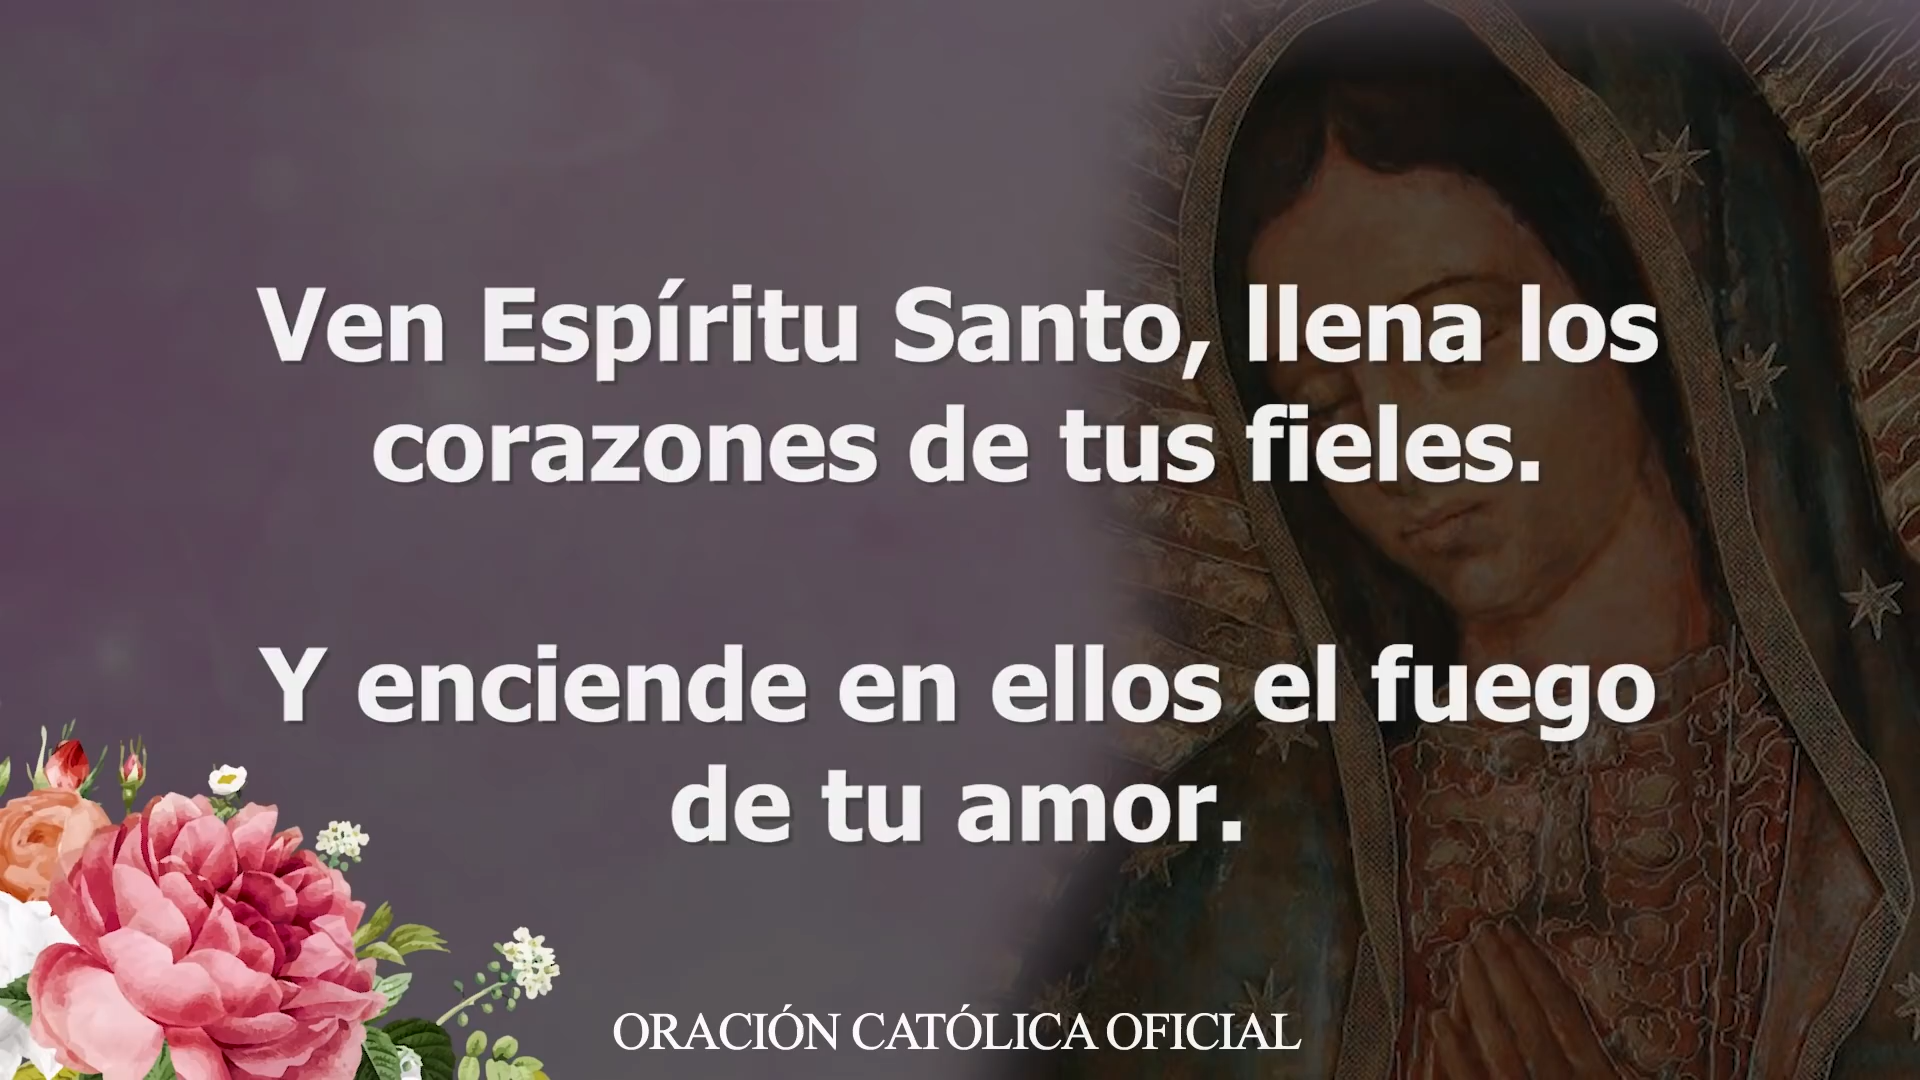 Ven Espíritu Santo, llena los
corazones de tus fieles.
Y enciende en ellos el fuego
de tu amor.
ORACIÓN CATÓLICA OFICIAL